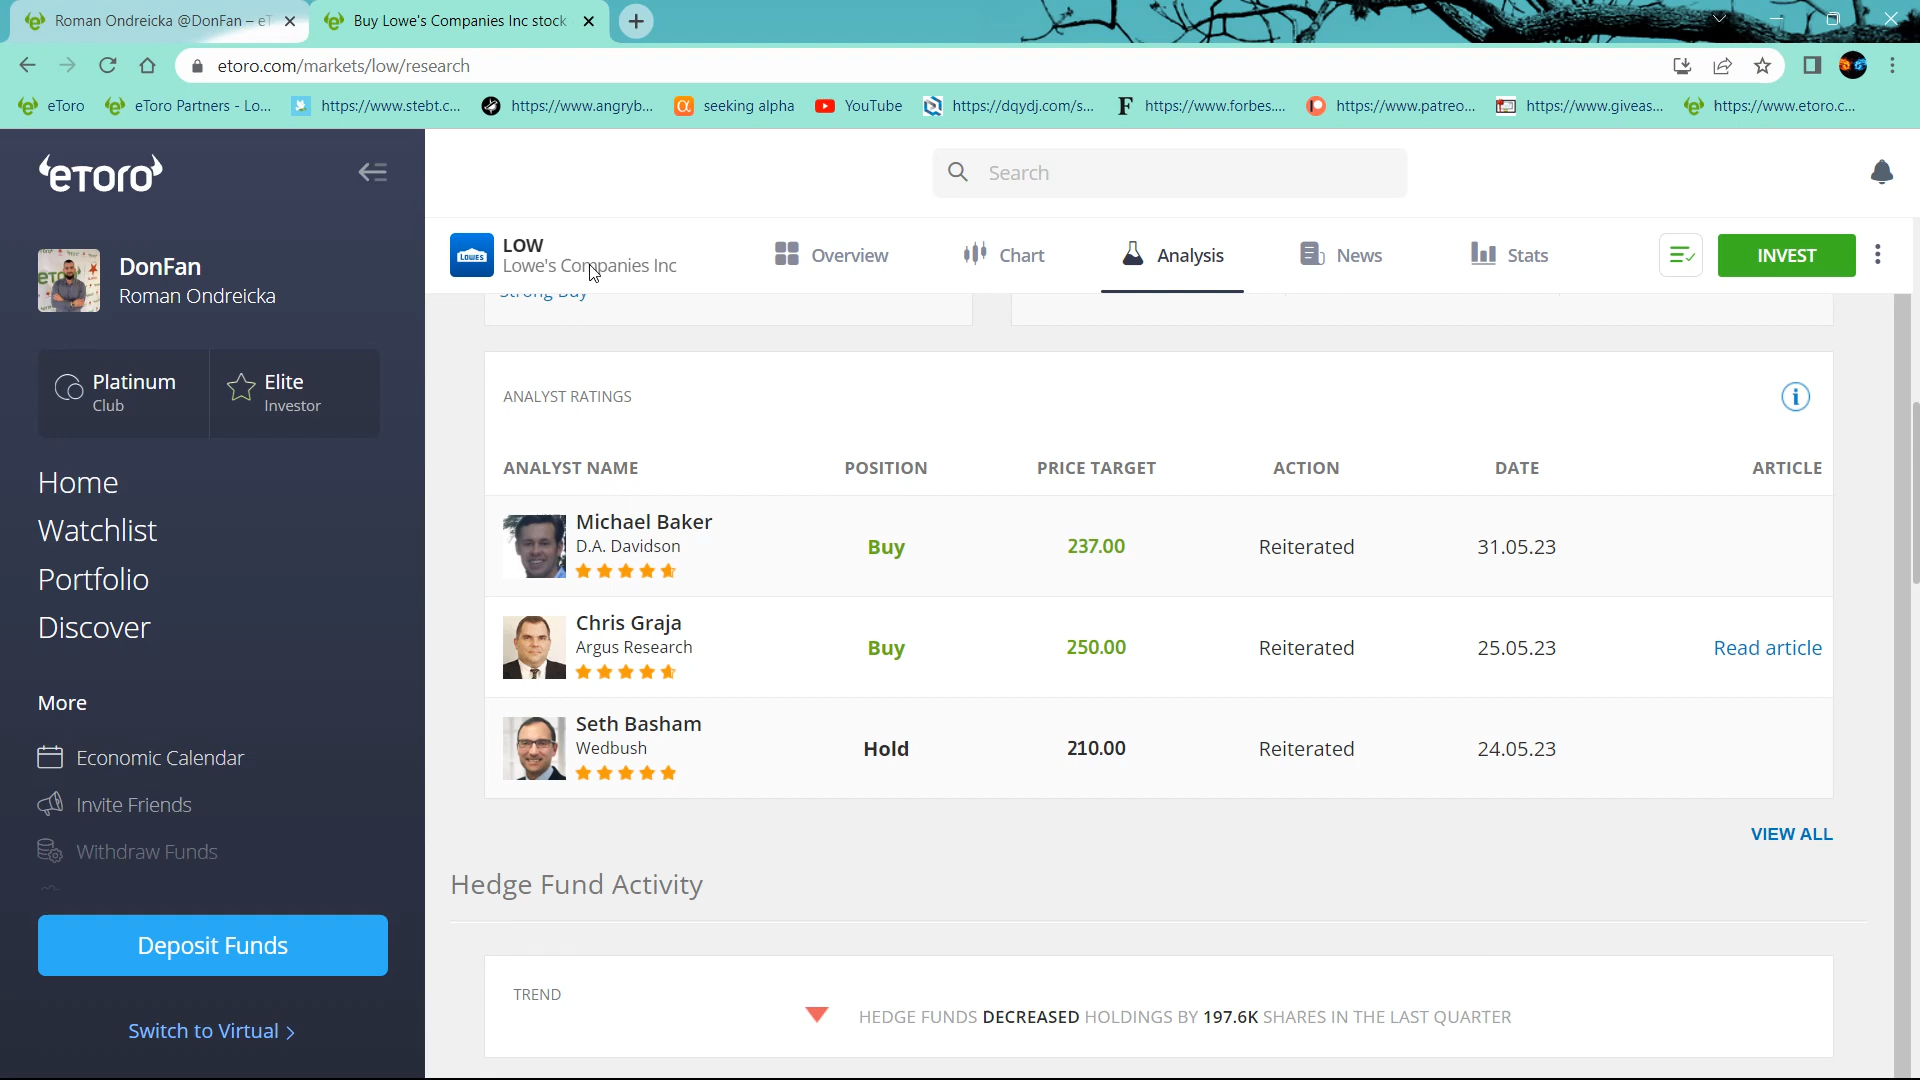 Roman Ondreicka @DonFan – eT
Buy Lowe's Companies Inc stock
etoro.com/markets/low/research
eToro
eToro Partners - Lo...
https://www.stebt.c...
https://www.angryb...
seeking alpha
YouTube
https://dqydj.com/s...
https://www.forbes....
https://www.patreo...
https://www.giveas...
https://www.etoro.c...
eToro
Search
DonFan
Roman Ondreicka
Platinum
Club
Elite
Investor
Home
Watchlist
Portfolio
Discover
More
Economic Calendar
Invite Friends
Withdraw Funds
Deposit Funds
Switch to Virtual >
LOWES
LOW
Lowe's Companies Inc
Overview
Chart
Analysis
News
Stats
INVEST
Strong Buy
ANALYST RATINGS
ANALYST NAME POSITION PRICE TARGET ACTION DATE ARTICLE
Michael Baker
D.A. Davidson
Buy 237.00 Reiterated 31.05.23
Chris Graja
Argus Research
Buy 250.00 Reiterated 25.05.23 Read article
Seth Basham
Wedbush
Hold 210.00 Reiterated 24.05.23
VIEW ALL
Hedge Fund Activity
TREND
HEDGE FUNDS DECREASED HOLDINGS BY 197.6K SHARES IN THE LAST QUARTER